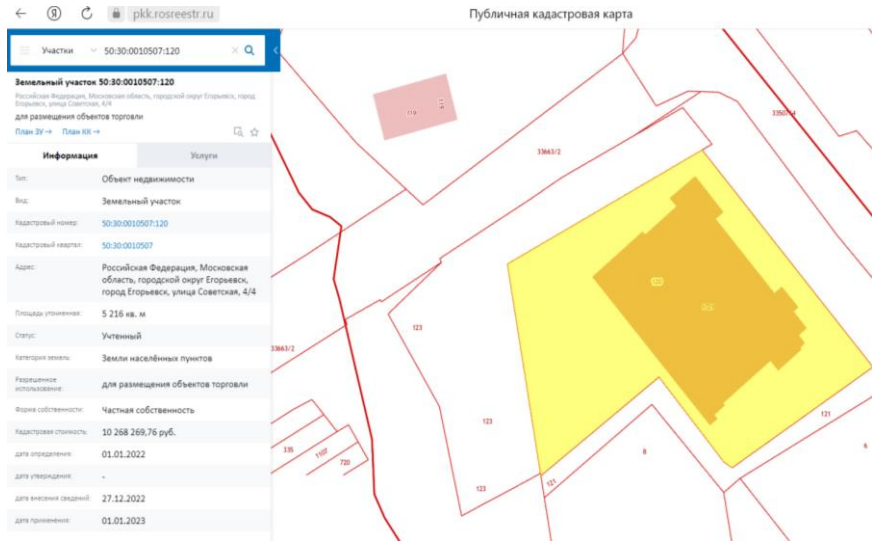 pkk.rosreestr.ru
Публичная кадастровая карта
Участки
50:30:0010507:120
Земельный участок 50:30:0010507:120
Российская Федерация, Московская область, городской округ Егорьевск, город
Егорьевск, улица Советская, 4/4
для размещения объектов торговли
План ЗУ → План КК →
Информация
Услуги
Тип:
Объект недвижимости
Вид:
Земельный участок
Кадастровый номер:
50:30:0010507:120
Кадастровый квартал:
50:30:0010507
Адрес:
Российская Федерация, Московская
область, городской округ Егорьевск,
город Егорьевск, улица Советская, 4/4
Площадь уточненная:
5 216 кв. м
Статус:
Учтенный
Категория земель:
Земли населённых пунктов
Разрешенное
использование:
для размещения объектов торговли
Форма собственности:
Частная собственность
Кадастровая стоимость:
10 268 269,76 руб.
дата определения:
01.01.2022
дата утверждения:
-
дата внесения сведений:
27.12.2022
дата применения:
01.01.2023
33663/2
123
33663/2
123
123
335
1107
720
121
8
121
6